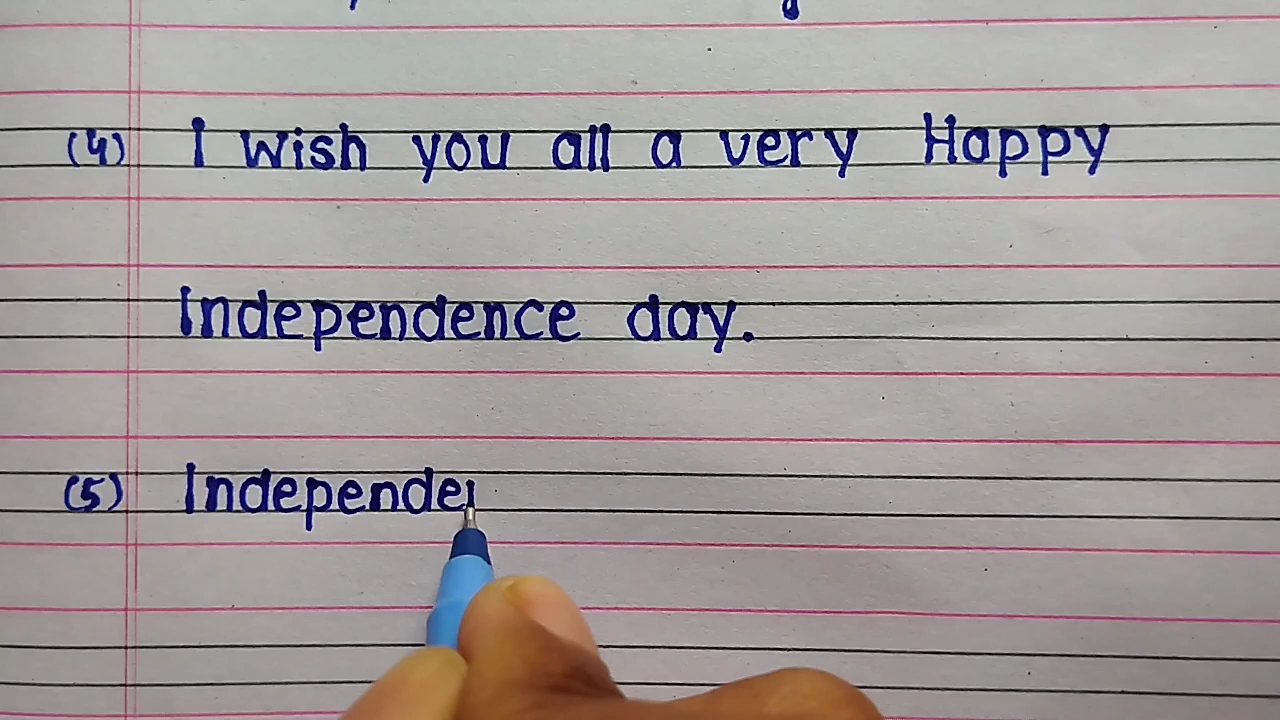 (4) I wish you all a very Happy
Independence day.
(5) Independe